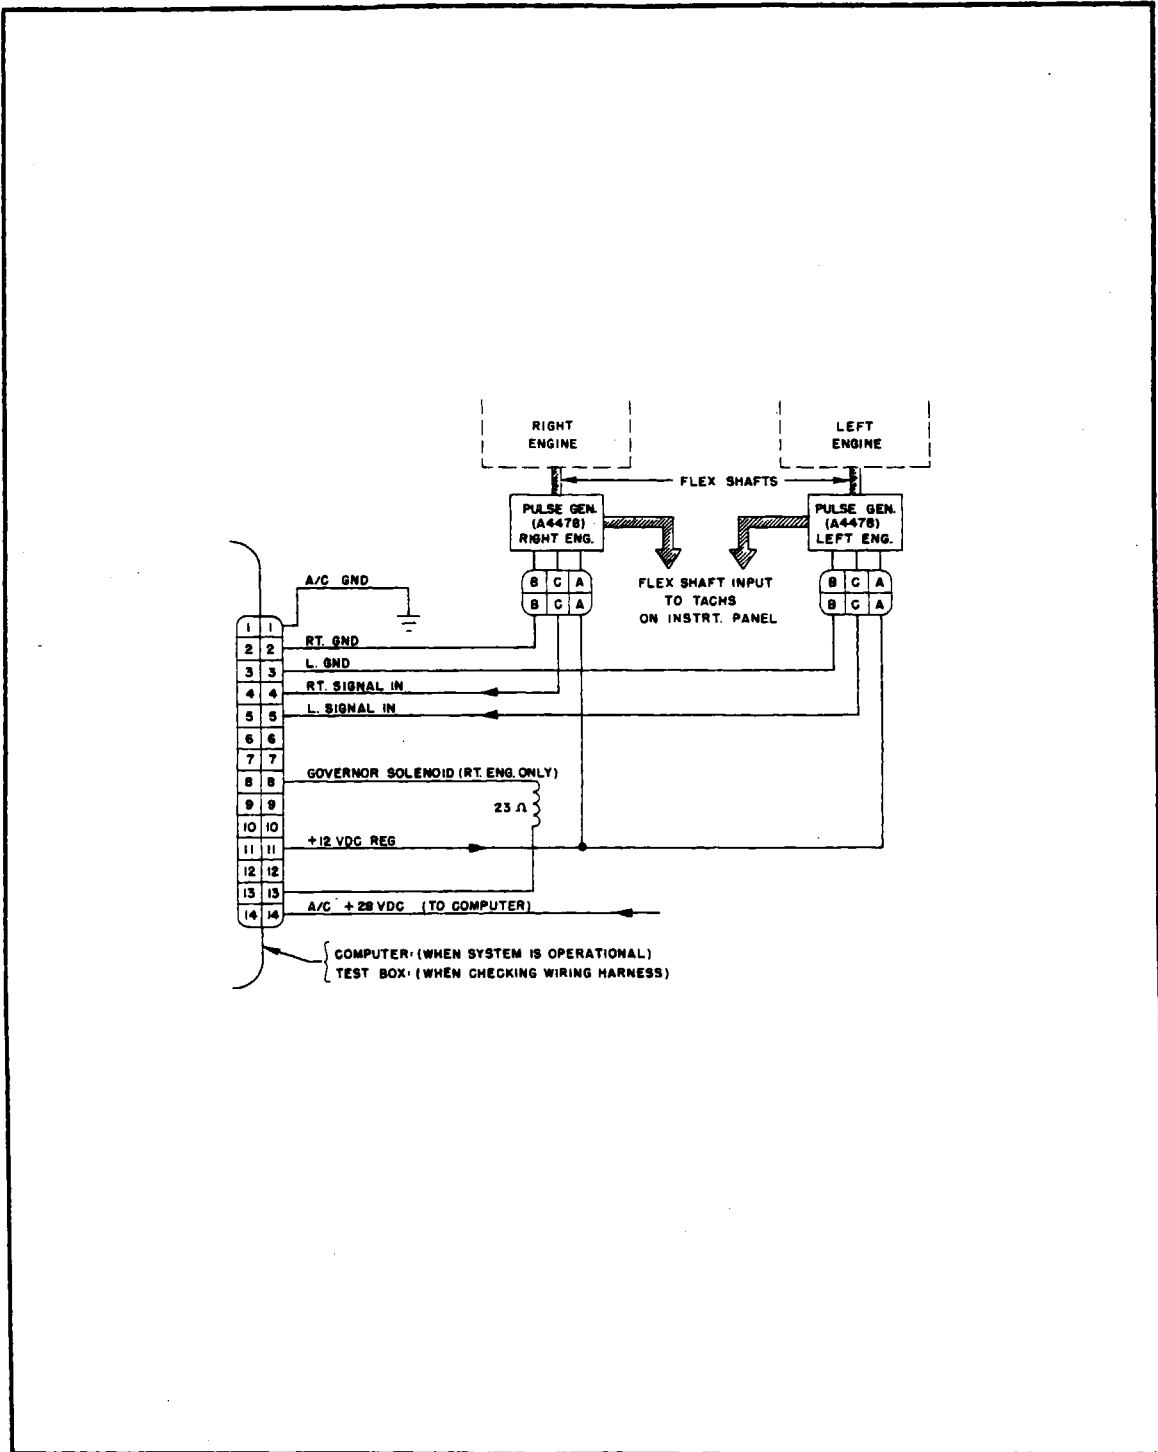 RIGHT
ENGINE
LEFT
ENGINE
FLEX SHAFTS
PULSE GEN.
(A4478)
RIGHT ENG.
PULSE GEN.
(A4478)
LEFT ENG.
B C A
B C A
B C A
B C A
FLEX SHAFT INPUT
TO TACHS
ON INSTRT. PANEL
A/C GND
1 1
RT. GND
2 2
L. GND
3 3
RT. SIGNAL IN
4 4
L. SIGNAL IN
5 5
6 6
7 7
GOVERNOR SOLENOID (RT. ENG. ONLY)
8 8
23 Ω
9 9
10 10
+12 VDC REG
11 11
12 12
13 13
A/C +28 VDC (TO COMPUTER)
14 14
COMPUTER: (WHEN SYSTEM IS OPERATIONAL)
TEST BOX: (WHEN CHECKING WIRING HARNESS)